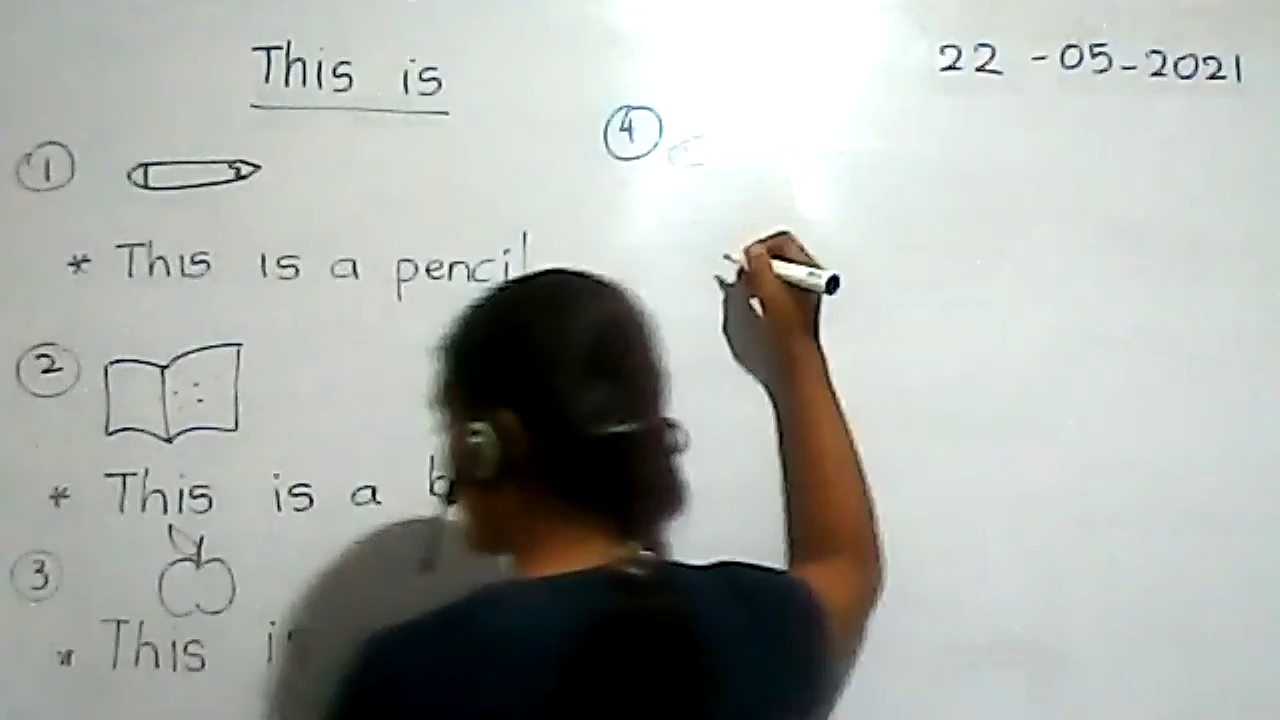 This is
22 -05-2021
1
* This is a pencil
2
* This is a
3
* This
4